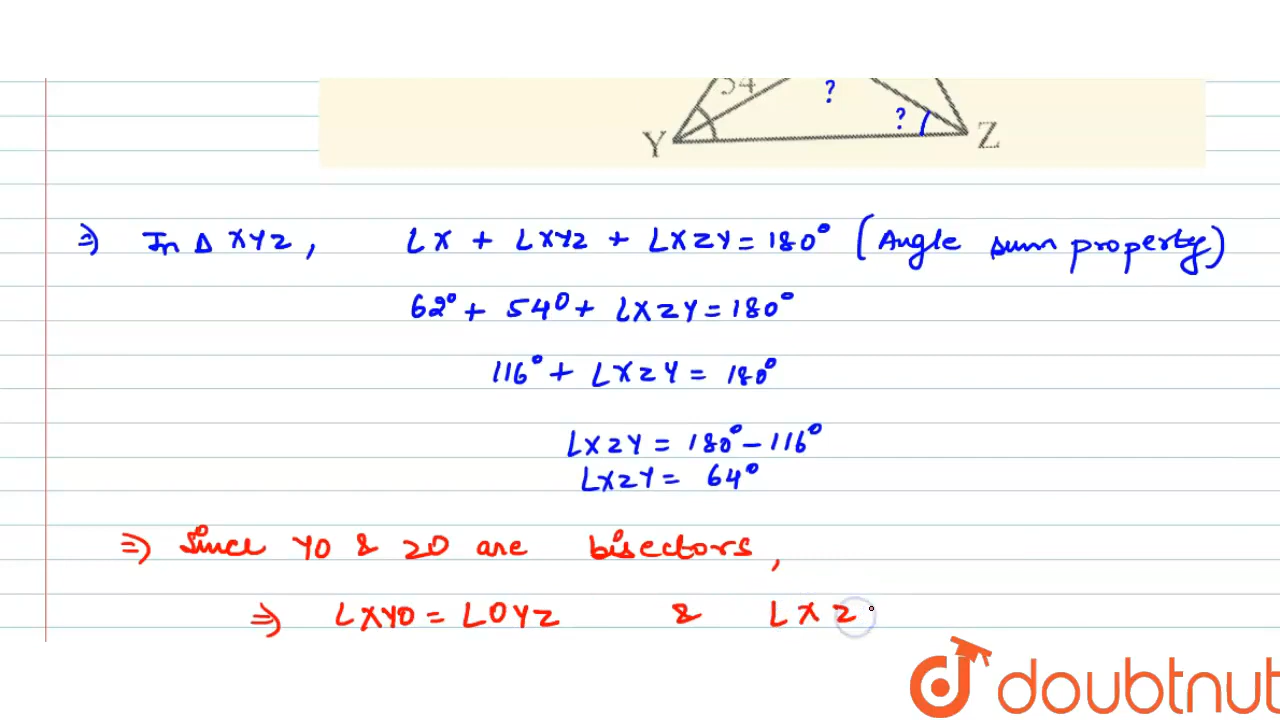 54
?
?
Y
Z
⇒) In Δ XYZ, ∠X + ∠XYZ + ∠XZY = 180° (Angle sum property)
62° + 54° + ∠XZY = 180°
116° + ∠XZY = 180°
∠XZY = 180° - 116°
∠XZY = 64°
⇒) Since YO & ZO are bisectors,
⇒) ∠XYO = ∠OYZ & ∠XZ
doubtnut